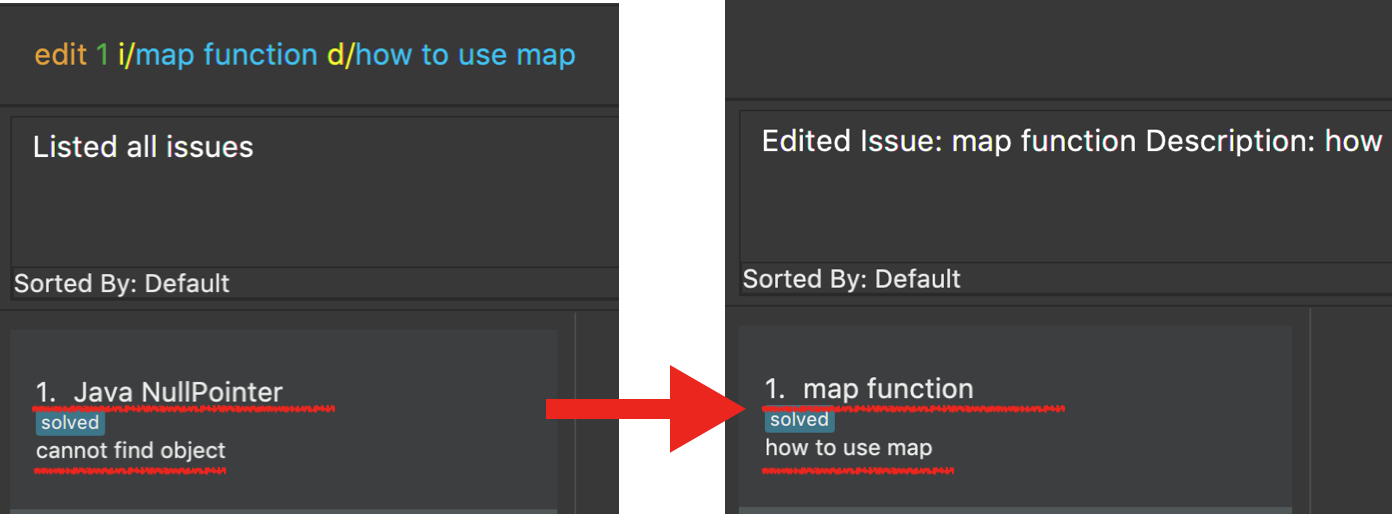 edit 1 i/map function d/how to use map
Listed all issues
Sorted By: Default
1. Java NullPointer
solved
cannot find object
Edited Issue: map function Description: how
Sorted By: Default
1. map function
solved
how to use map